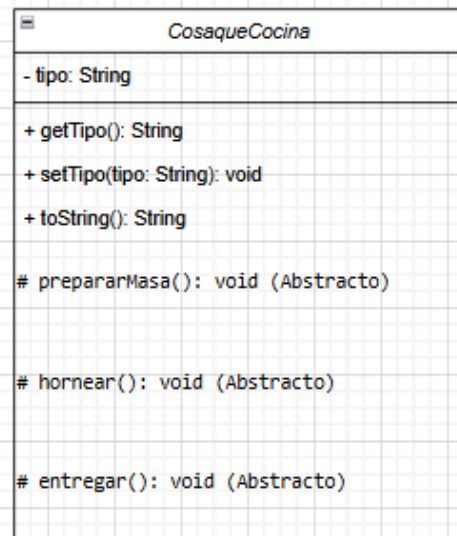 CosaqueCocina
- tipo: String
+ getTipo(): String
+ setTipo(tipo: String): void
+ toString(): String
# prepararMasa(): void (Abstracto)
# hornear(): void (Abstracto)
# entregar(): void (Abstracto)